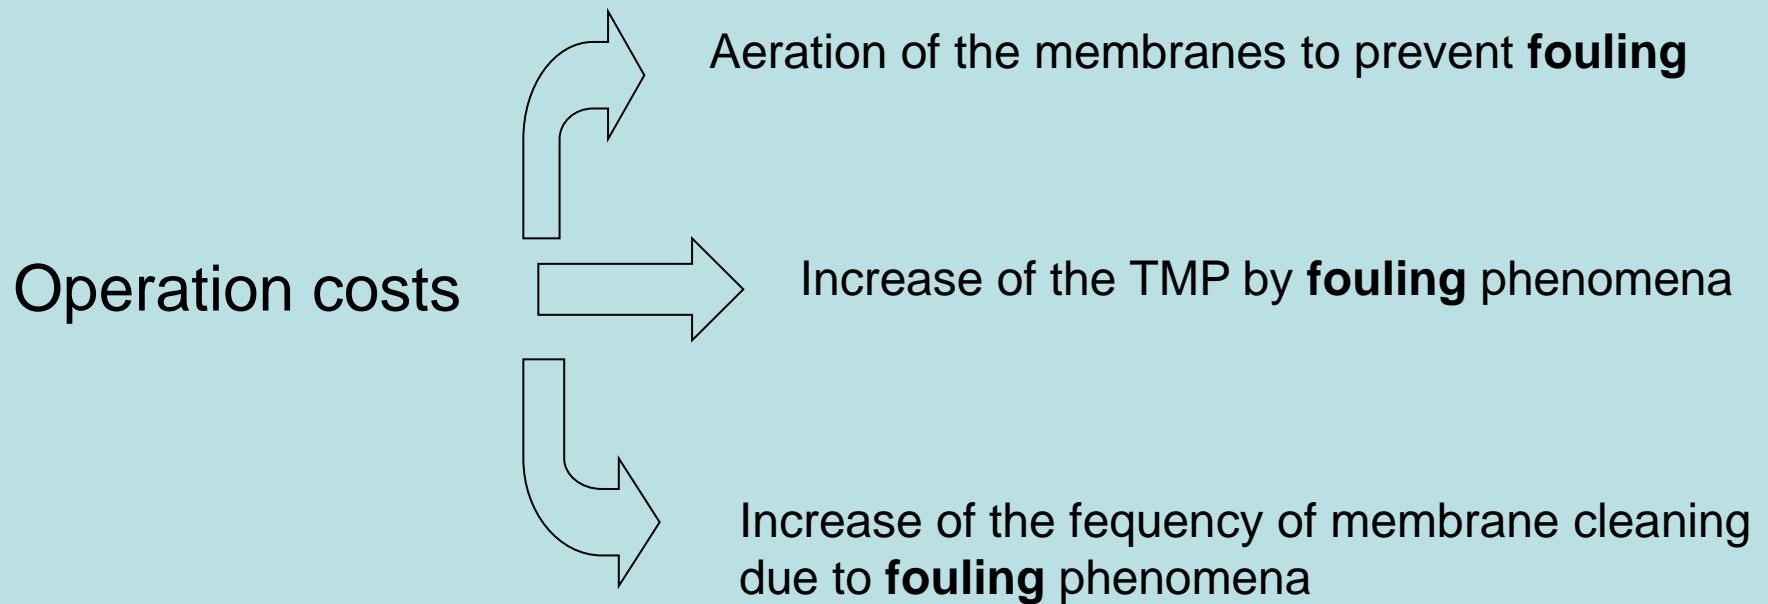 Aeration of the membranes to prevent fouling
Operation costs
Increase of the TMP by fouling phenomena
Increase of the fequency of membrane cleaning
due to fouling phenomena